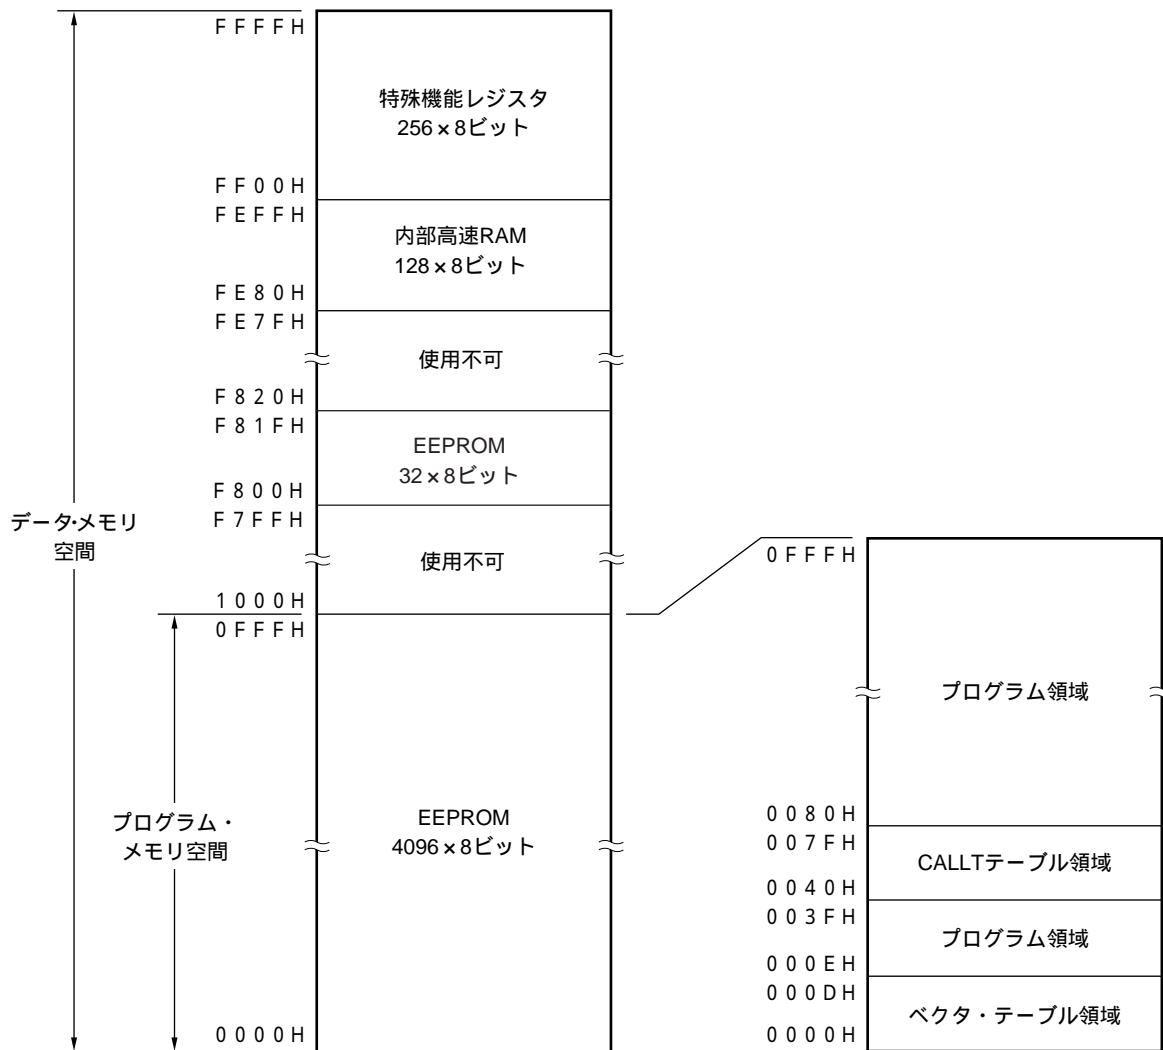 FFFFH
特殊機能レジスタ
256×8ビット
FF00H
FEFFH
内部高速RAM
128×8ビット
FE80H
FE7FH
使用不可
F820H
F81FH
EEPROM
32×8ビット
F800H
F7FFH
データ・メモリ
空間
使用不可
1000H
0FFFH
プログラム・
メモリ空間
EEPROM
4096×8ビット
0000H
0FFFH
プログラム領域
0080H
007FH
CALLTテーブル領域
0040H
003FH
プログラム領域
000EH
000DH
ベクタ・テーブル領域
0000H